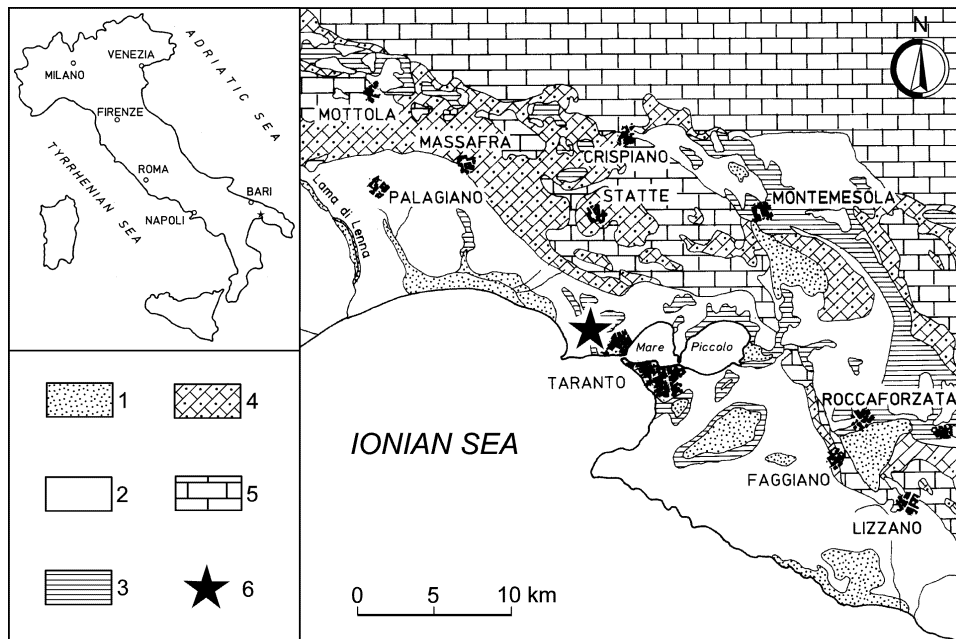 VENEZIA
MILANO
ADRIATIC SEA
FIRENZE
TYRRHENIAN SEA
ROMA
BARI
NAPOLI
N
MOTTOLA
MASSAFRA
CRISPIANO
PALAGIANO
STATTE
MONTEMESOLA
Lama di Lenna
Mare Piccolo
TARANTO
ROCCAFORZATA
IONIAN SEA
FAGGIANO
LIZZANO
1
4
2
5
3
6
0 5 10 km